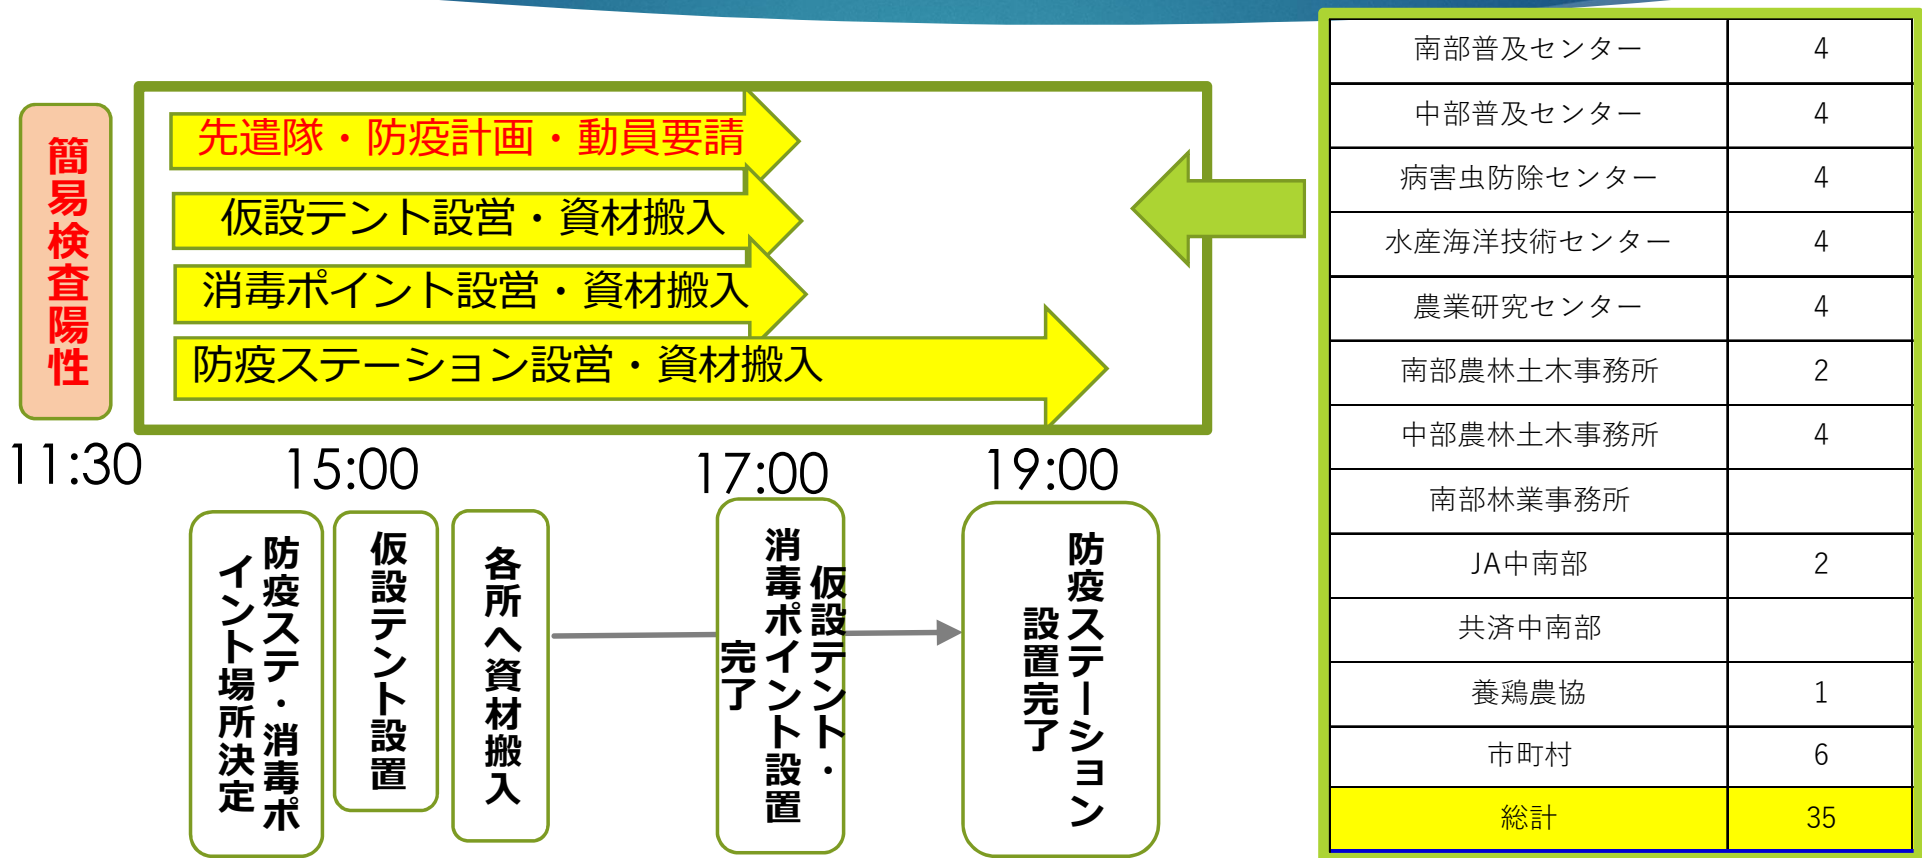 簡易検査陽性
先遣隊・防疫計画・動員要請
仮設テント設営・資材搬入
消毒ポイント設営・資材搬入
防疫ステーション設営・資材搬入
11:30
15:00
17:00
19:00
防疫ステ・消毒ポ
イント場所決定
仮設テント設置
各所へ資材搬入
仮設テント・
消毒ポイント設置
完了
防疫ステーション
設置完了
南部普及センター 4
中部普及センター 4
病害虫防除センター 4
水産海洋技術センター 4
農業研究センター 4
南部農林土木事務所 2
中部農林土木事務所 4
南部林業事務所
JA中南部 2
共済中南部
養鶏農協 1
市町村 6
総計 35